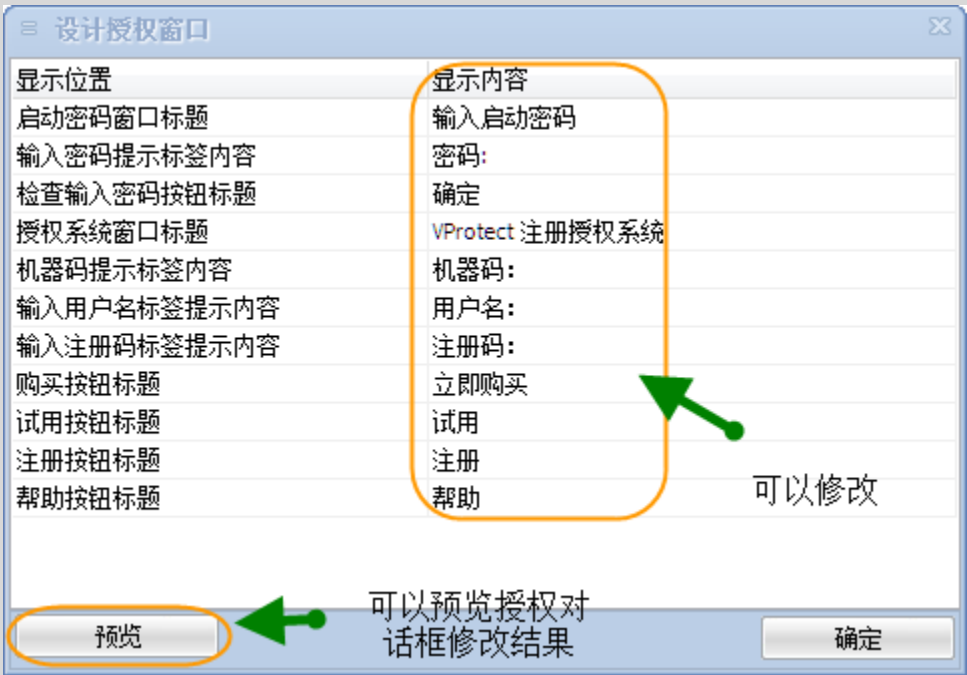 设计授权窗口
显示位置 显示内容
启动密码窗口标题 输入启动密码
输入密码提示标签内容 密码:
检查输入密码按钮标题 确定
授权系统窗口标题 VProtect 注册授权系统
机器码提示标签内容 机器码：
输入用户名标签提示内容 用户名：
输入注册码标签提示内容 注册码：
购买按钮标题 立即购买
试用按钮标题 试用
注册按钮标题 注册
帮助按钮标题 帮助
可以修改
可以预览授权对
话框修改结果
预览
确定